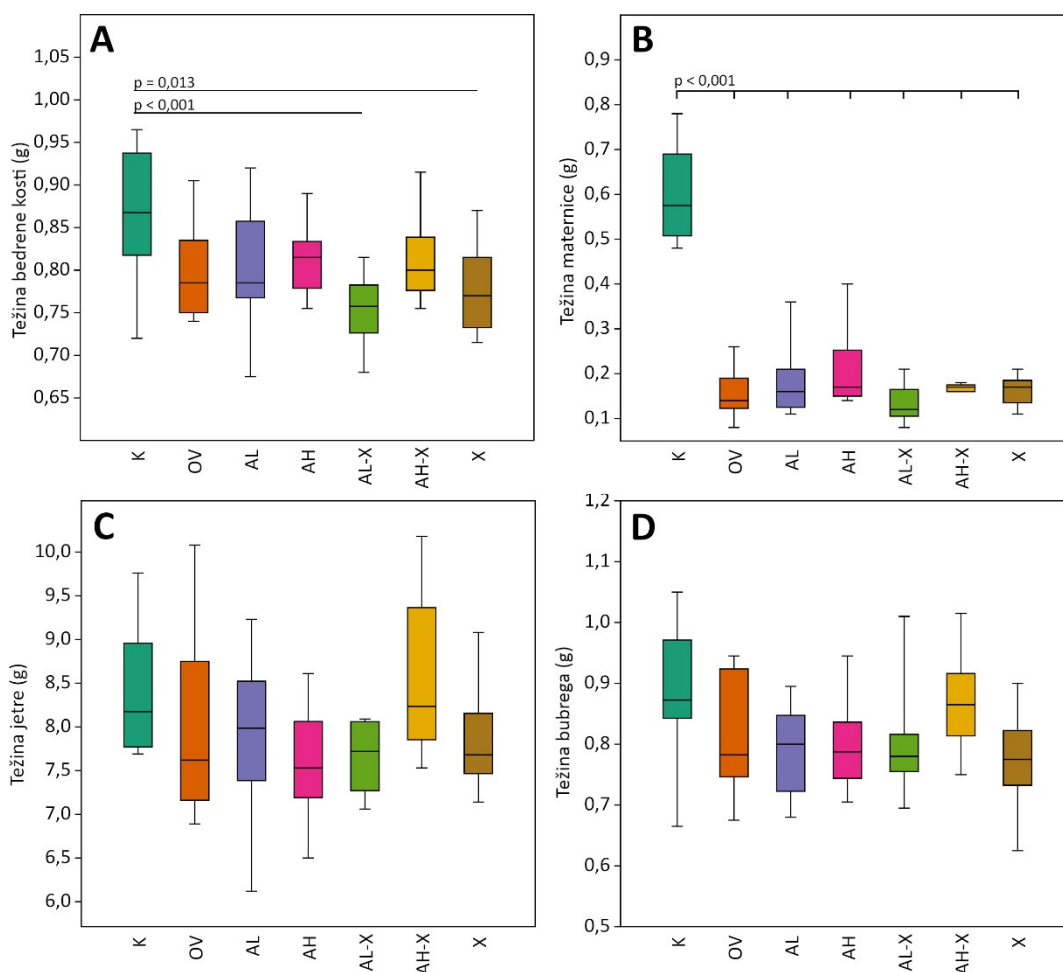 A
Težina bedrene kosti (g)
1,05
1,00
0,95
0,90
0,85
0,80
0,75
0,70
0,65
p = 0,013
p < 0,001
K
OV
AL
AH
AL-X
AH-X
X
B
Težina maternice (g)
0,9
0,8
0,7
0,6
0,5
0,4
0,3
0,2
0,1
p < 0,001
K
OV
AL
AH
AL-X
AH-X
X
C
Težina jetre (g)
10,0
9,5
9,0
8,5
8,0
7,5
7,0
6,5
6,0
K
OV
AL
AH
AL-X
AH-X
X
D
Težina bubrega (g)
1,2
1,1
1,0
0,9
0,8
0,7
0,6
0,5
K
OV
AL
AH
AL-X
AH-X
X